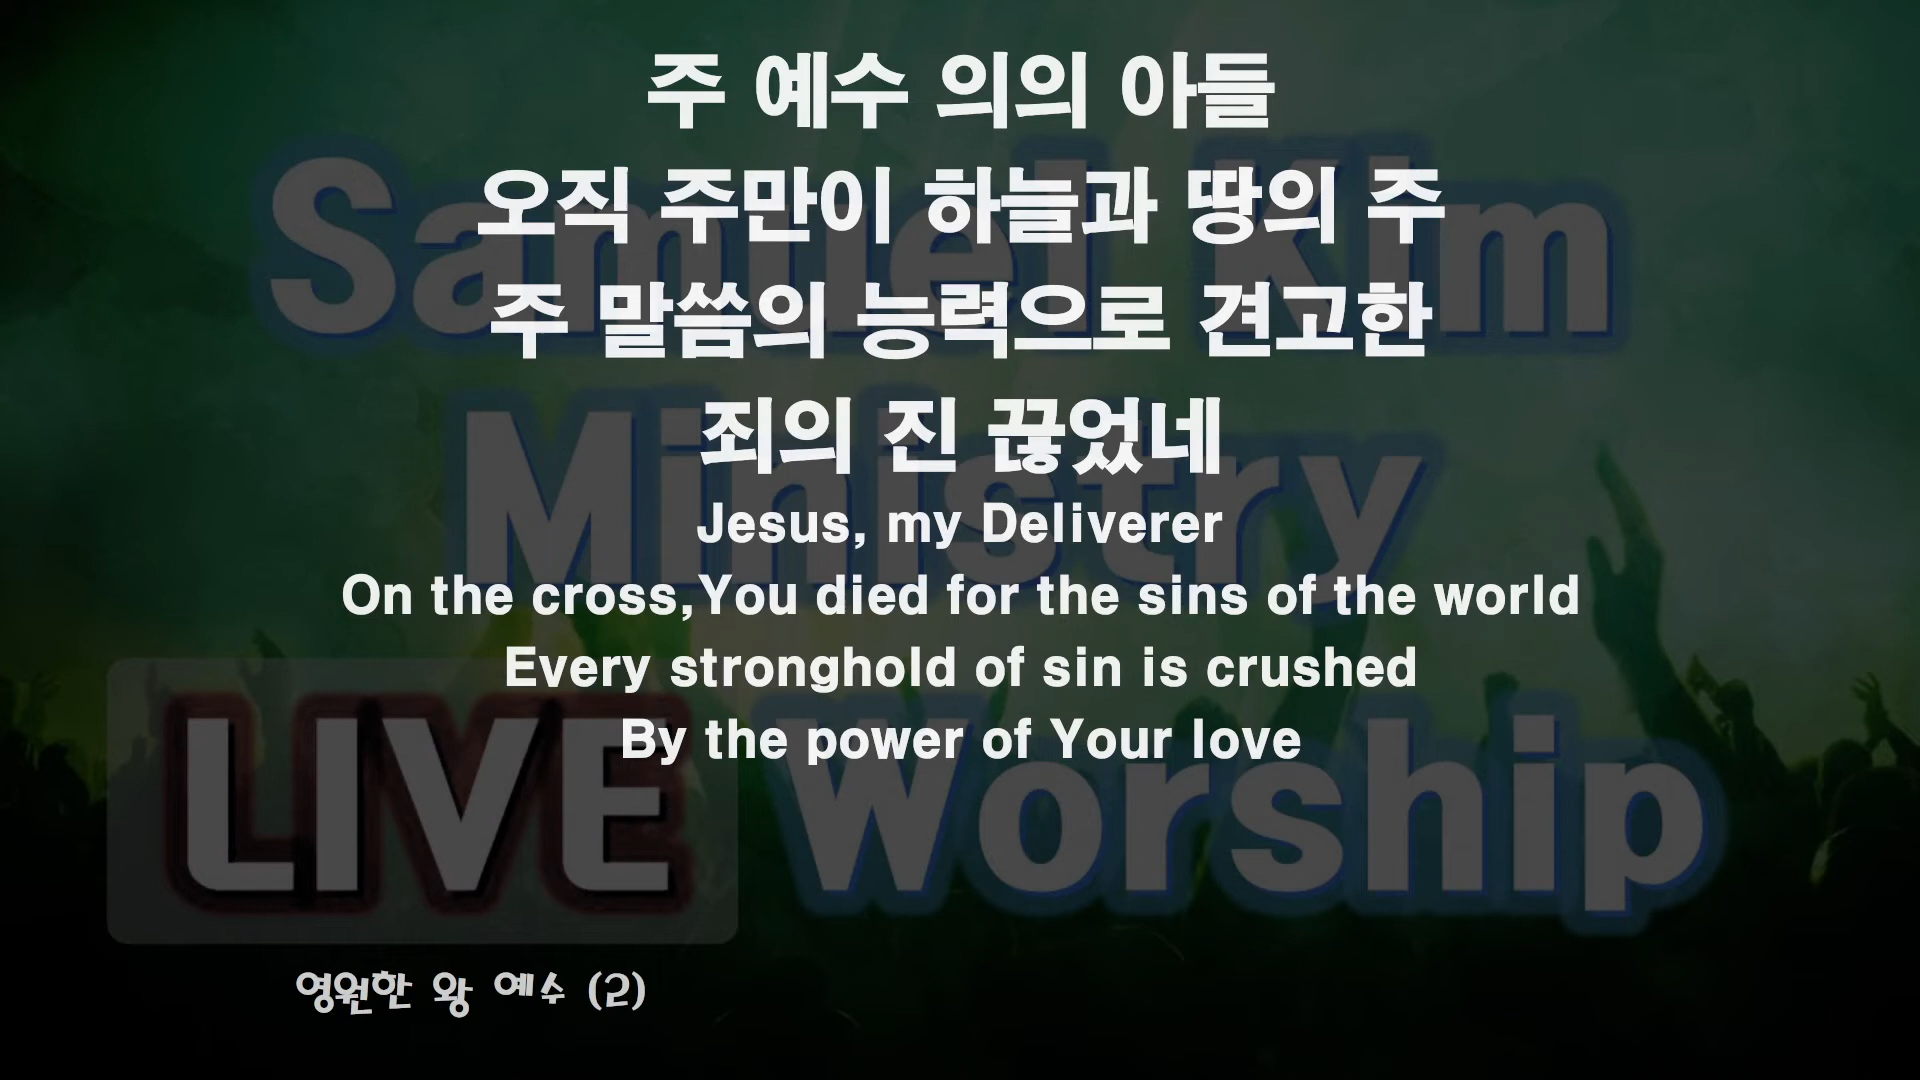 주 예수 의의 아들
오직 주만이 하늘과 땅의 주
주 말씀의 능력으로 견고한
죄의 진 끊었네
Jesus, my Deliverer
On the cross,You died for the sins of the world
Every stronghold of sin is crushed
By the power of Your love
Samuel Kim
Ministry
LIVE Worship
영원한 왕 예수 (2)